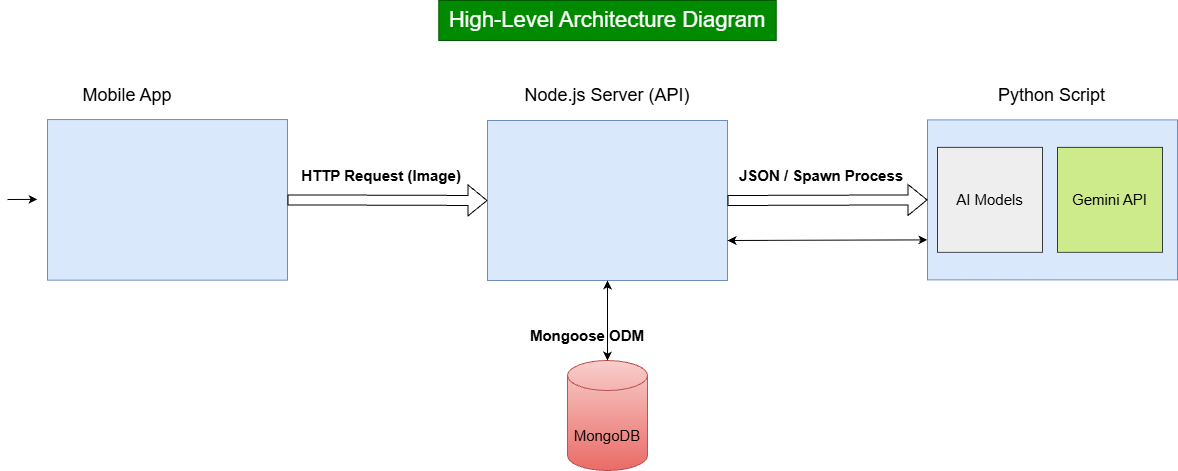 High-Level Architecture Diagram
Mobile App
Node.js Server (API)
Python Script
HTTP Request (Image)
JSON / Spawn Process
AI Models
Gemini API
Mongoose ODM
MongoDB